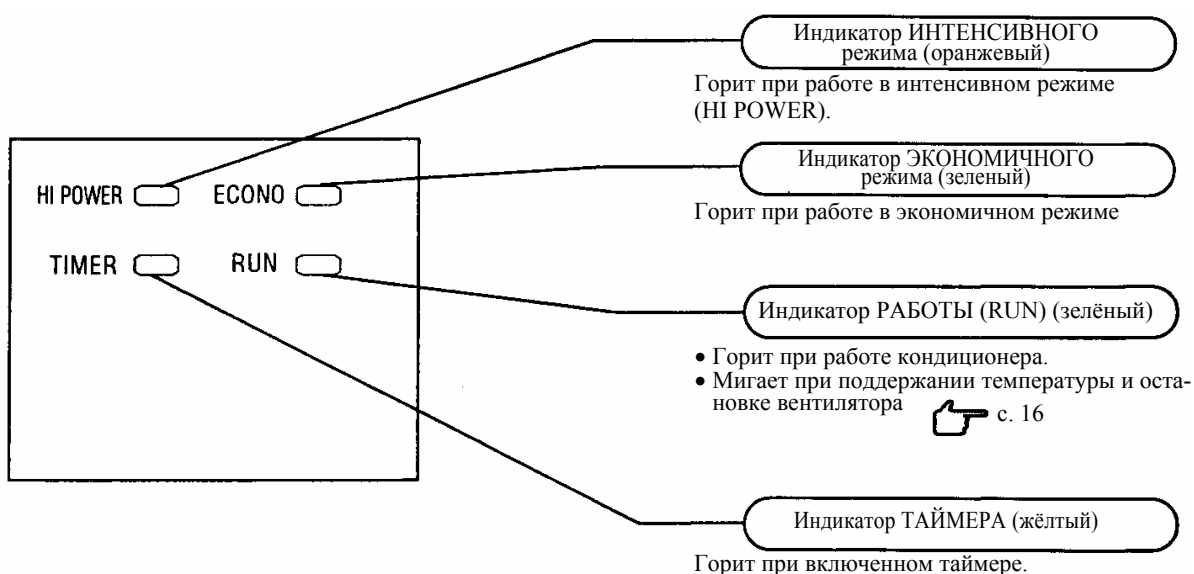 Индикатор ИНТЕНСИВНОГО
режима (оранжевый)
Горит при работе в интенсивном режиме
(HI POWER).
HI POWER
ECONO
TIMER
RUN
Индикатор ЭКОНОМИЧНОГО
режима (зеленый)
Горит при работе в экономичном режиме
Индикатор РАБОТЫ (RUN) (зелёный)
• Горит при работе кондиционера.
• Мигает при поддержании температуры и оста-
новке вентилятора
с. 16
Индикатор ТАЙМЕРА (жёлтый)
Горит при включенном таймере.